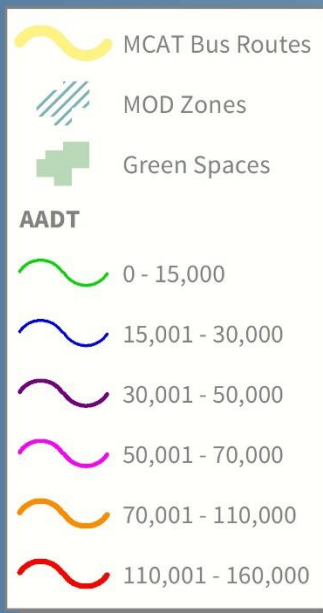 MCAT Bus Routes
MOD Zones
Green Spaces
AADT
0 - 15,000
15,001 - 30,000
30,001 - 50,000
50,001 - 70,000
70,001 - 110,000
110,001 - 160,000